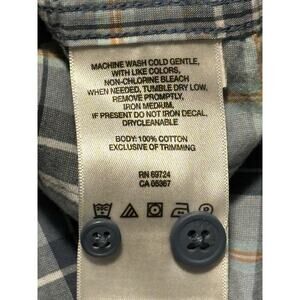 MACHINE WASH COLD GENTLE,
WITH LIKE COLORS,
NON-CHLORINE BLEACH
WHEN NEEDED, TUMBLE DRY LOW,
REMOVE PROMPTLY,
IRON MEDIUM,
IF PRESENT DO NOT IRON DECAL,
DRYCLEANABLE
BODY: 100% COTTON
EXCLUSIVE OF TRIMMING
RN 69724
CA 05367